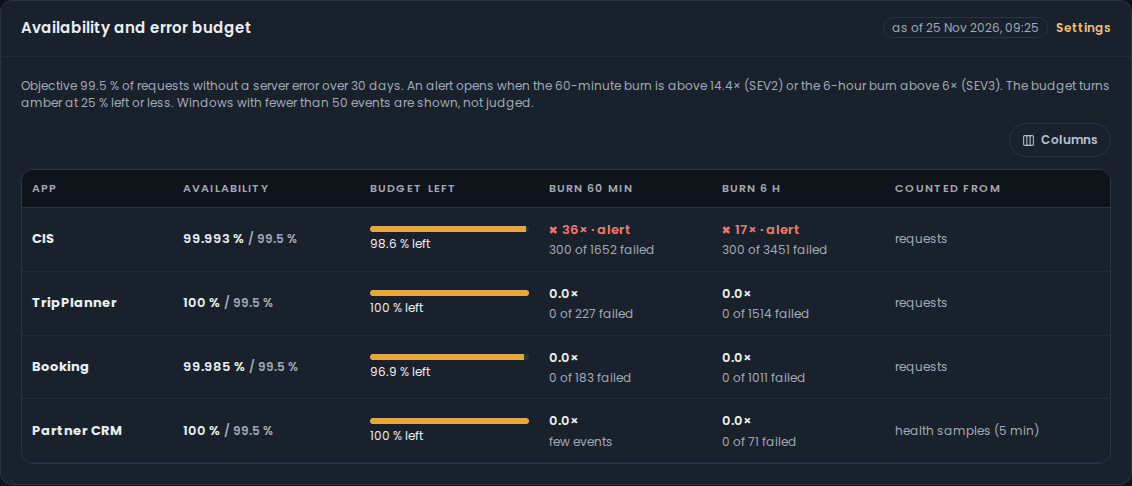 Availability and error budget
as of 25 Nov 2026, 09:25 Settings
Objective 99.5 % of requests without a server error over 30 days. An alert opens when the 60-minute burn is above 14.4× (SEV2) or the 6-hour burn above 6× (SEV3). The budget turns
amber at 25 % left or less. Windows with fewer than 50 events are shown, not judged.
Columns
APP AVAILABILITY BUDGET LEFT BURN 60 MIN BURN 6 H COUNTED FROM
CIS 99.993 % / 99.5 % 98.6 % left ✖ 36× · alert ✖ 17× · alert requests
300 of 1652 failed 300 of 3451 failed
TripPlanner 100 % / 99.5 % 100 % left 0.0× 0.0× requests
0 of 227 failed 0 of 1514 failed
Booking 99.985 % / 99.5 % 96.9 % left 0.0× 0.0× requests
0 of 183 failed 0 of 1011 failed
Partner CRM 100 % / 99.5 % 100 % left 0.0× 0.0× health samples (5 min)
few events 0 of 71 failed